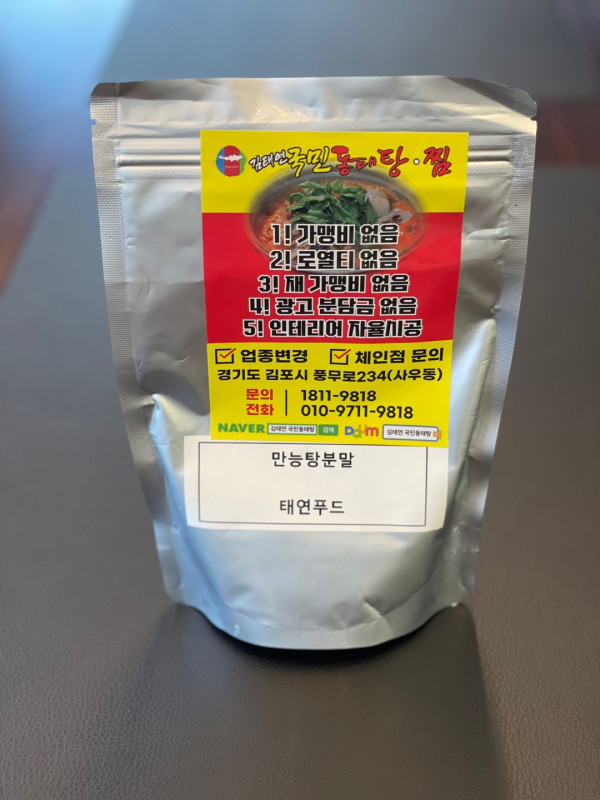 김태연국민동태탕·찜
1! 가맹비 없음
2! 로열티 없음
3! 재 가맹비 없음
4! 광고 분담금 없음
5! 인테리어 자율시공
업종변경 체인점 문의
경기도 김포시 풍무로234(사우동)
문의 1811-9818
전화 010-9711-9818
NAVER 김태연 국민동태탕 검색 Daum 김태연 국민동태탕
만능탕분말
태연푸드